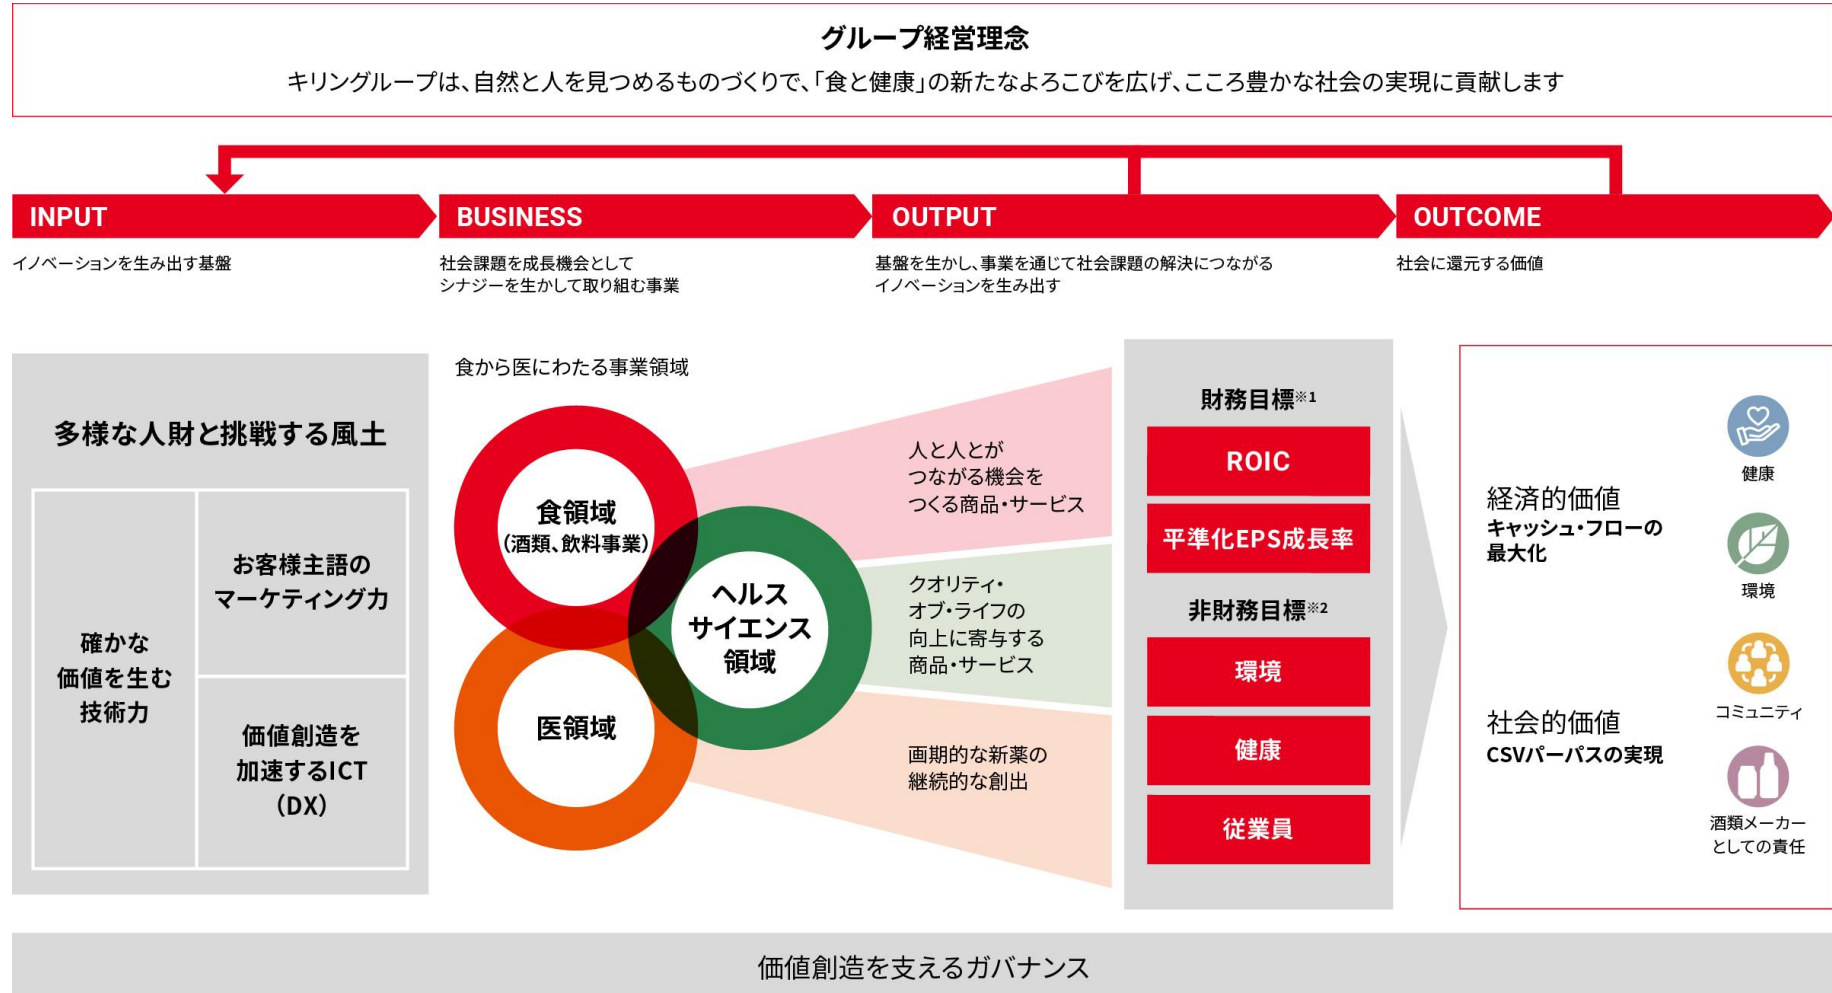 グループ経営理念
キリングループは、自然と人を見つめるものづくりで、「食と健康」の新たなよろこびを広げ、こころ豊かな社会の実現に貢献します
INPUT
イノベーションを生み出す基盤
BUSINESS
社会課題を成長機会として
シナジーを生かして取り組む事業
OUTPUT
基盤を生かし、事業を通じて社会課題の解決につながる
イノベーションを生み出す
OUTCOME
社会に還元する価値
多様な人財と挑戦する風土
確かな
価値を生む
技術力
お客様主語の
マーケティング力
価値創造を
加速するICT
（DX）
食から医にわたる事業領域
食領域
（酒類、飲料事業）
ヘルス
サイエンス
領域
医領域
人と人とが
つながる機会を
つくる商品・サービス
クオリティ・
オブ・ライフの
向上に寄与する
商品・サービス
画期的な新薬の
継続的な創出
財務目標※1
ROIC
平準化EPS成長率
非財務目標※2
環境
健康
従業員
経済的価値
キャッシュ・フローの
最大化
社会的価値
CSVパーパスの実現
健康
環境
コミュニティ
酒類メーカー
としての責任
価値創造を支えるガバナンス